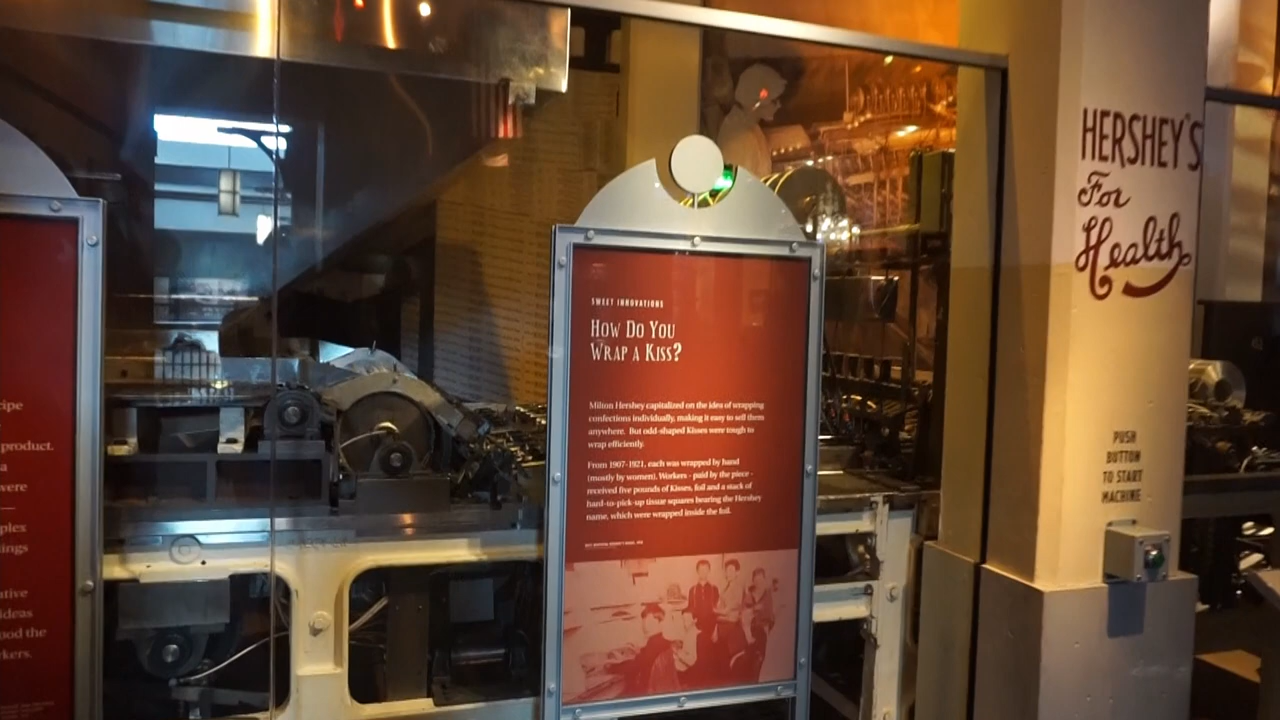 cipe
product.
a
were
plex
ings
ative
ideas
ood the
kers.
SWEET INNOVATIONS
HOW DO YOU
WRAP A KISS?
Milton Hershey capitalized on the idea of wrapping
confections individually, making it easy to sell them
anywhere. But odd-shaped Kisses were tough to
wrap efficiently.
From 1907-1921, each was wrapped by hand
(mostly by women). Workers - paid by the piece -
received five pounds of Kisses, foil and a stack of
hard-to-pick-up tissue squares bearing the Hershey
name, which were wrapped inside the foil.
HERSHEY'S
For
Health
PUSH
BUTTON
TO START
MACHINE